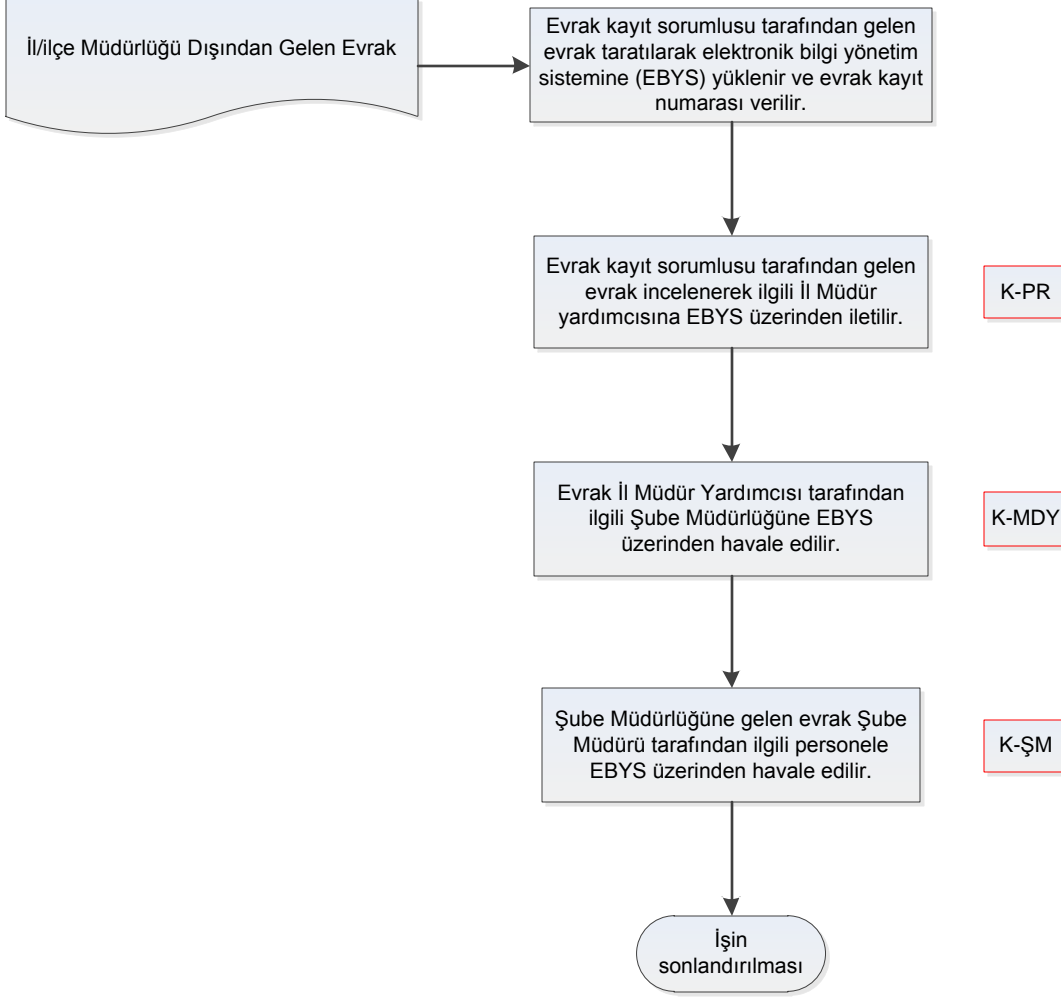 İl/ilçe Müdürlüğü Dışından Gelen Evrak
Evrak kayıt sorumlusu tarafından gelen
evrak taratılarak elektronik bilgi yönetim
sistemine (EBYS) yüklenir ve evrak kayıt
numarası verilir.
Evrak kayıt sorumlusu tarafından gelen
evrak incelenerek ilgili İl Müdür
yardımcısına EBYS üzerinden iletilir.
K-PR
Evrak İl Müdür Yardımcısı tarafından
ilgili Şube Müdürlüğüne EBYS
üzerinden havale edilir.
K-MDY
Şube Müdürlüğüne gelen evrak Şube
Müdürü tarafından ilgili personele
EBYS üzerinden havale edilir.
K-ŞM
İşin
sonlandırılması